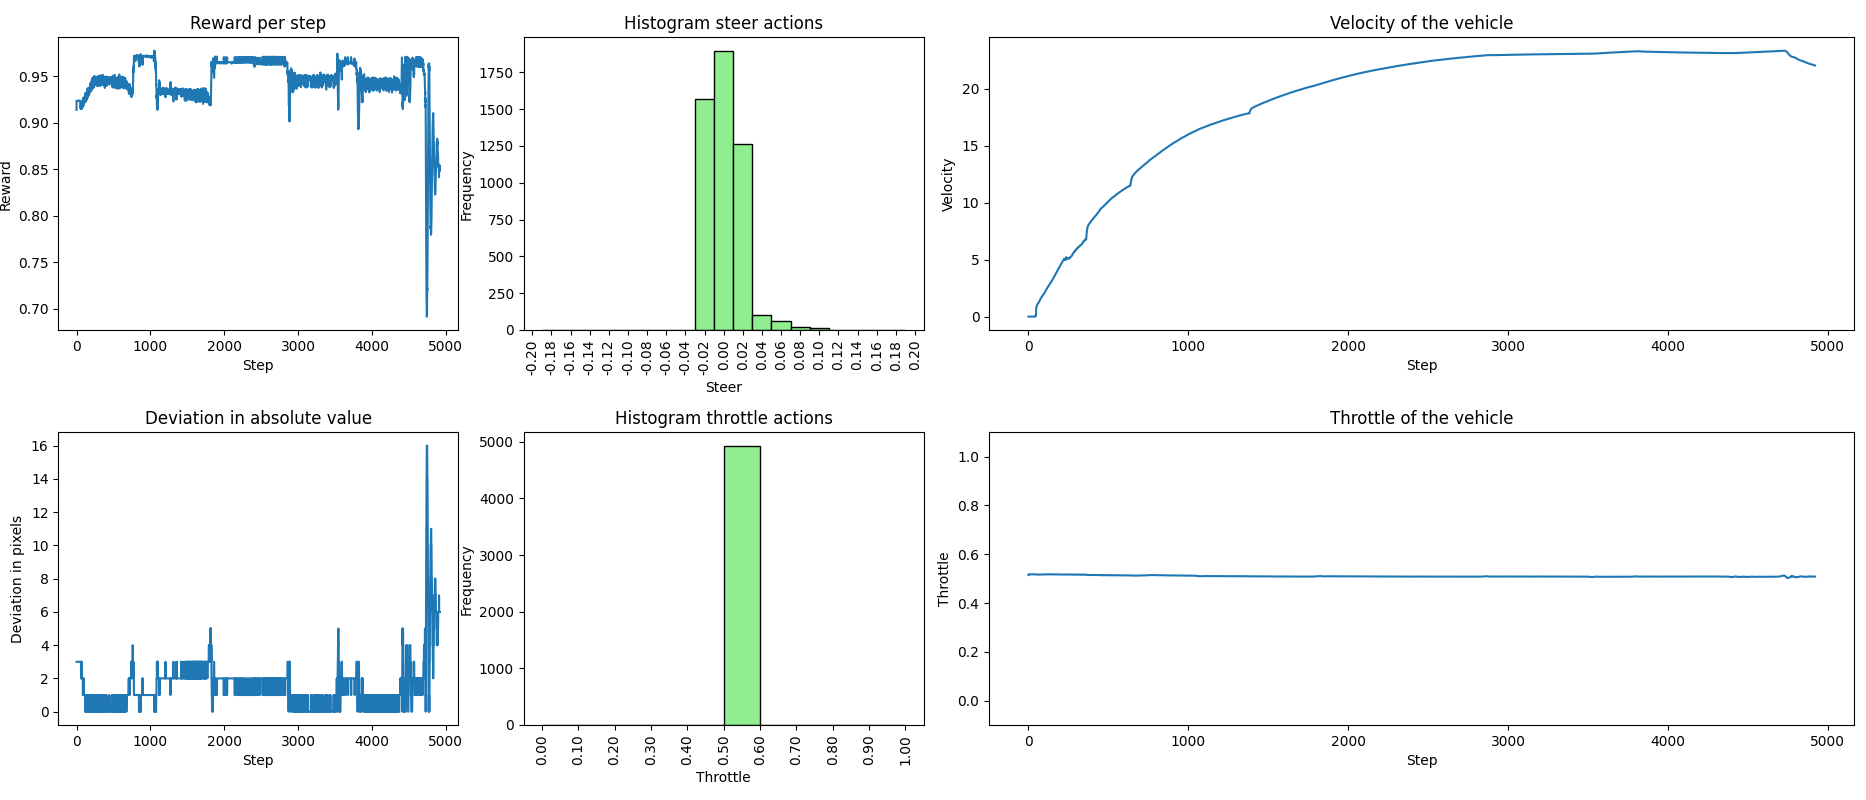 Reward per step
0.95
0.90
0.85
0.80
0.75
0.70
Reward
0 1000 2000 3000 4000 5000
Step
Histogram steer actions
1750
1500
1250
1000
750
500
250
0
Frequency
-0.20 -0.18 -0.16 -0.14 -0.12 -0.10 -0.08 -0.06 -0.04 -0.02 0.00 0.02 0.04 0.06 0.08 0.10 0.12 0.14 0.16 0.18 0.20
Steer
Velocity of the vehicle
20
15
10
5
0
Velocity
0 1000 2000 3000 4000 5000
Step
Deviation in absolute value
16
14
12
10
8
6
4
2
0
Deviation in pixels
0 1000 2000 3000 4000 5000
Step
Histogram throttle actions
5000
4000
3000
2000
1000
0
Frequency
0.00 0.10 0.20 0.30 0.40 0.50 0.60 0.70 0.80 0.90 1.00
Throttle
Throttle of the vehicle
1.0
0.8
0.6
0.4
0.2
0.0
Throttle
0 1000 2000 3000 4000 5000
Step